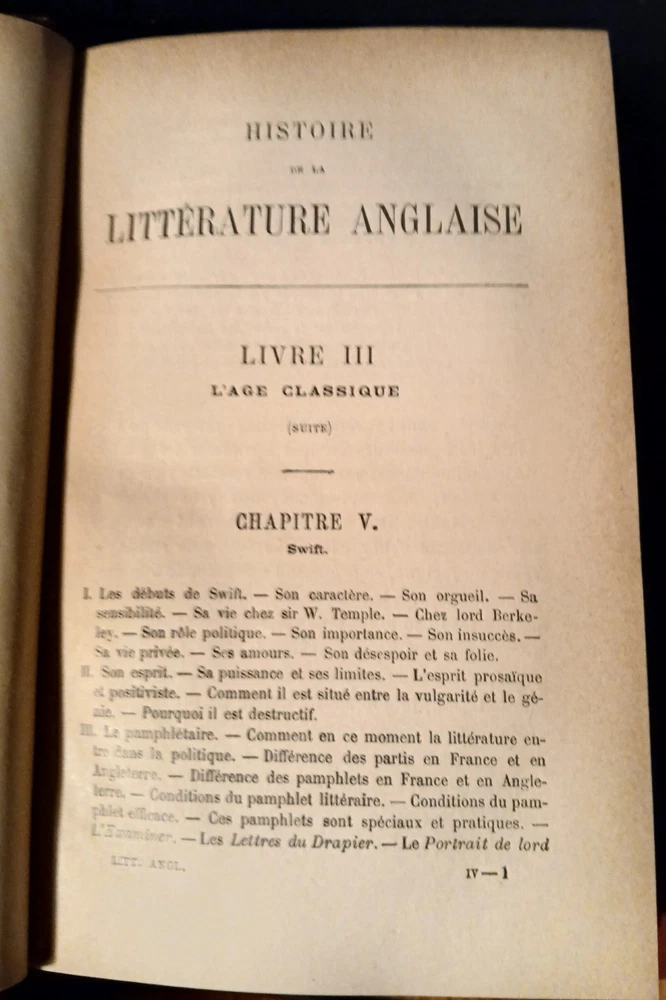 HISTOIRE
DE LA
LITTÉRATURE ANGLAISE
LIVRE III
L'AGE CLASSIQUE
(SUITE)
CHAPITRE V.
Swift.
I. Les débuts de Swift. — Son caractère. — Son orgueil. — Sa
sensibilité. — Sa vie chez sir W. Temple. — Chez lord Berke-
ley. — Son rôle politique. — Son importance. — Son insuccès. —
Sa vie privée. — Ses amours. — Son désespoir et sa folie.
II. Son esprit. — Sa puissance et ses limites. — L'esprit prosaïque
et positiviste. — Comment il est situé entre la vulgarité et le gé-
nie. — Pourquoi il est destructif.
III. Le pamphlétaire. — Comment en ce moment la littérature en-
tre dans la politique. — Différence des partis en France et en
Angleterre. — Différence des pamphlets en France et en Angle-
terre. — Conditions du pamphlet littéraire. — Conditions du pam-
phlet efficace. — Ces pamphlets sont spéciaux et pratiques. —
L'Examiner. — Les Lettres du Drapier. — Le Portrait de lord
LITT. ANGL.
IV — 1